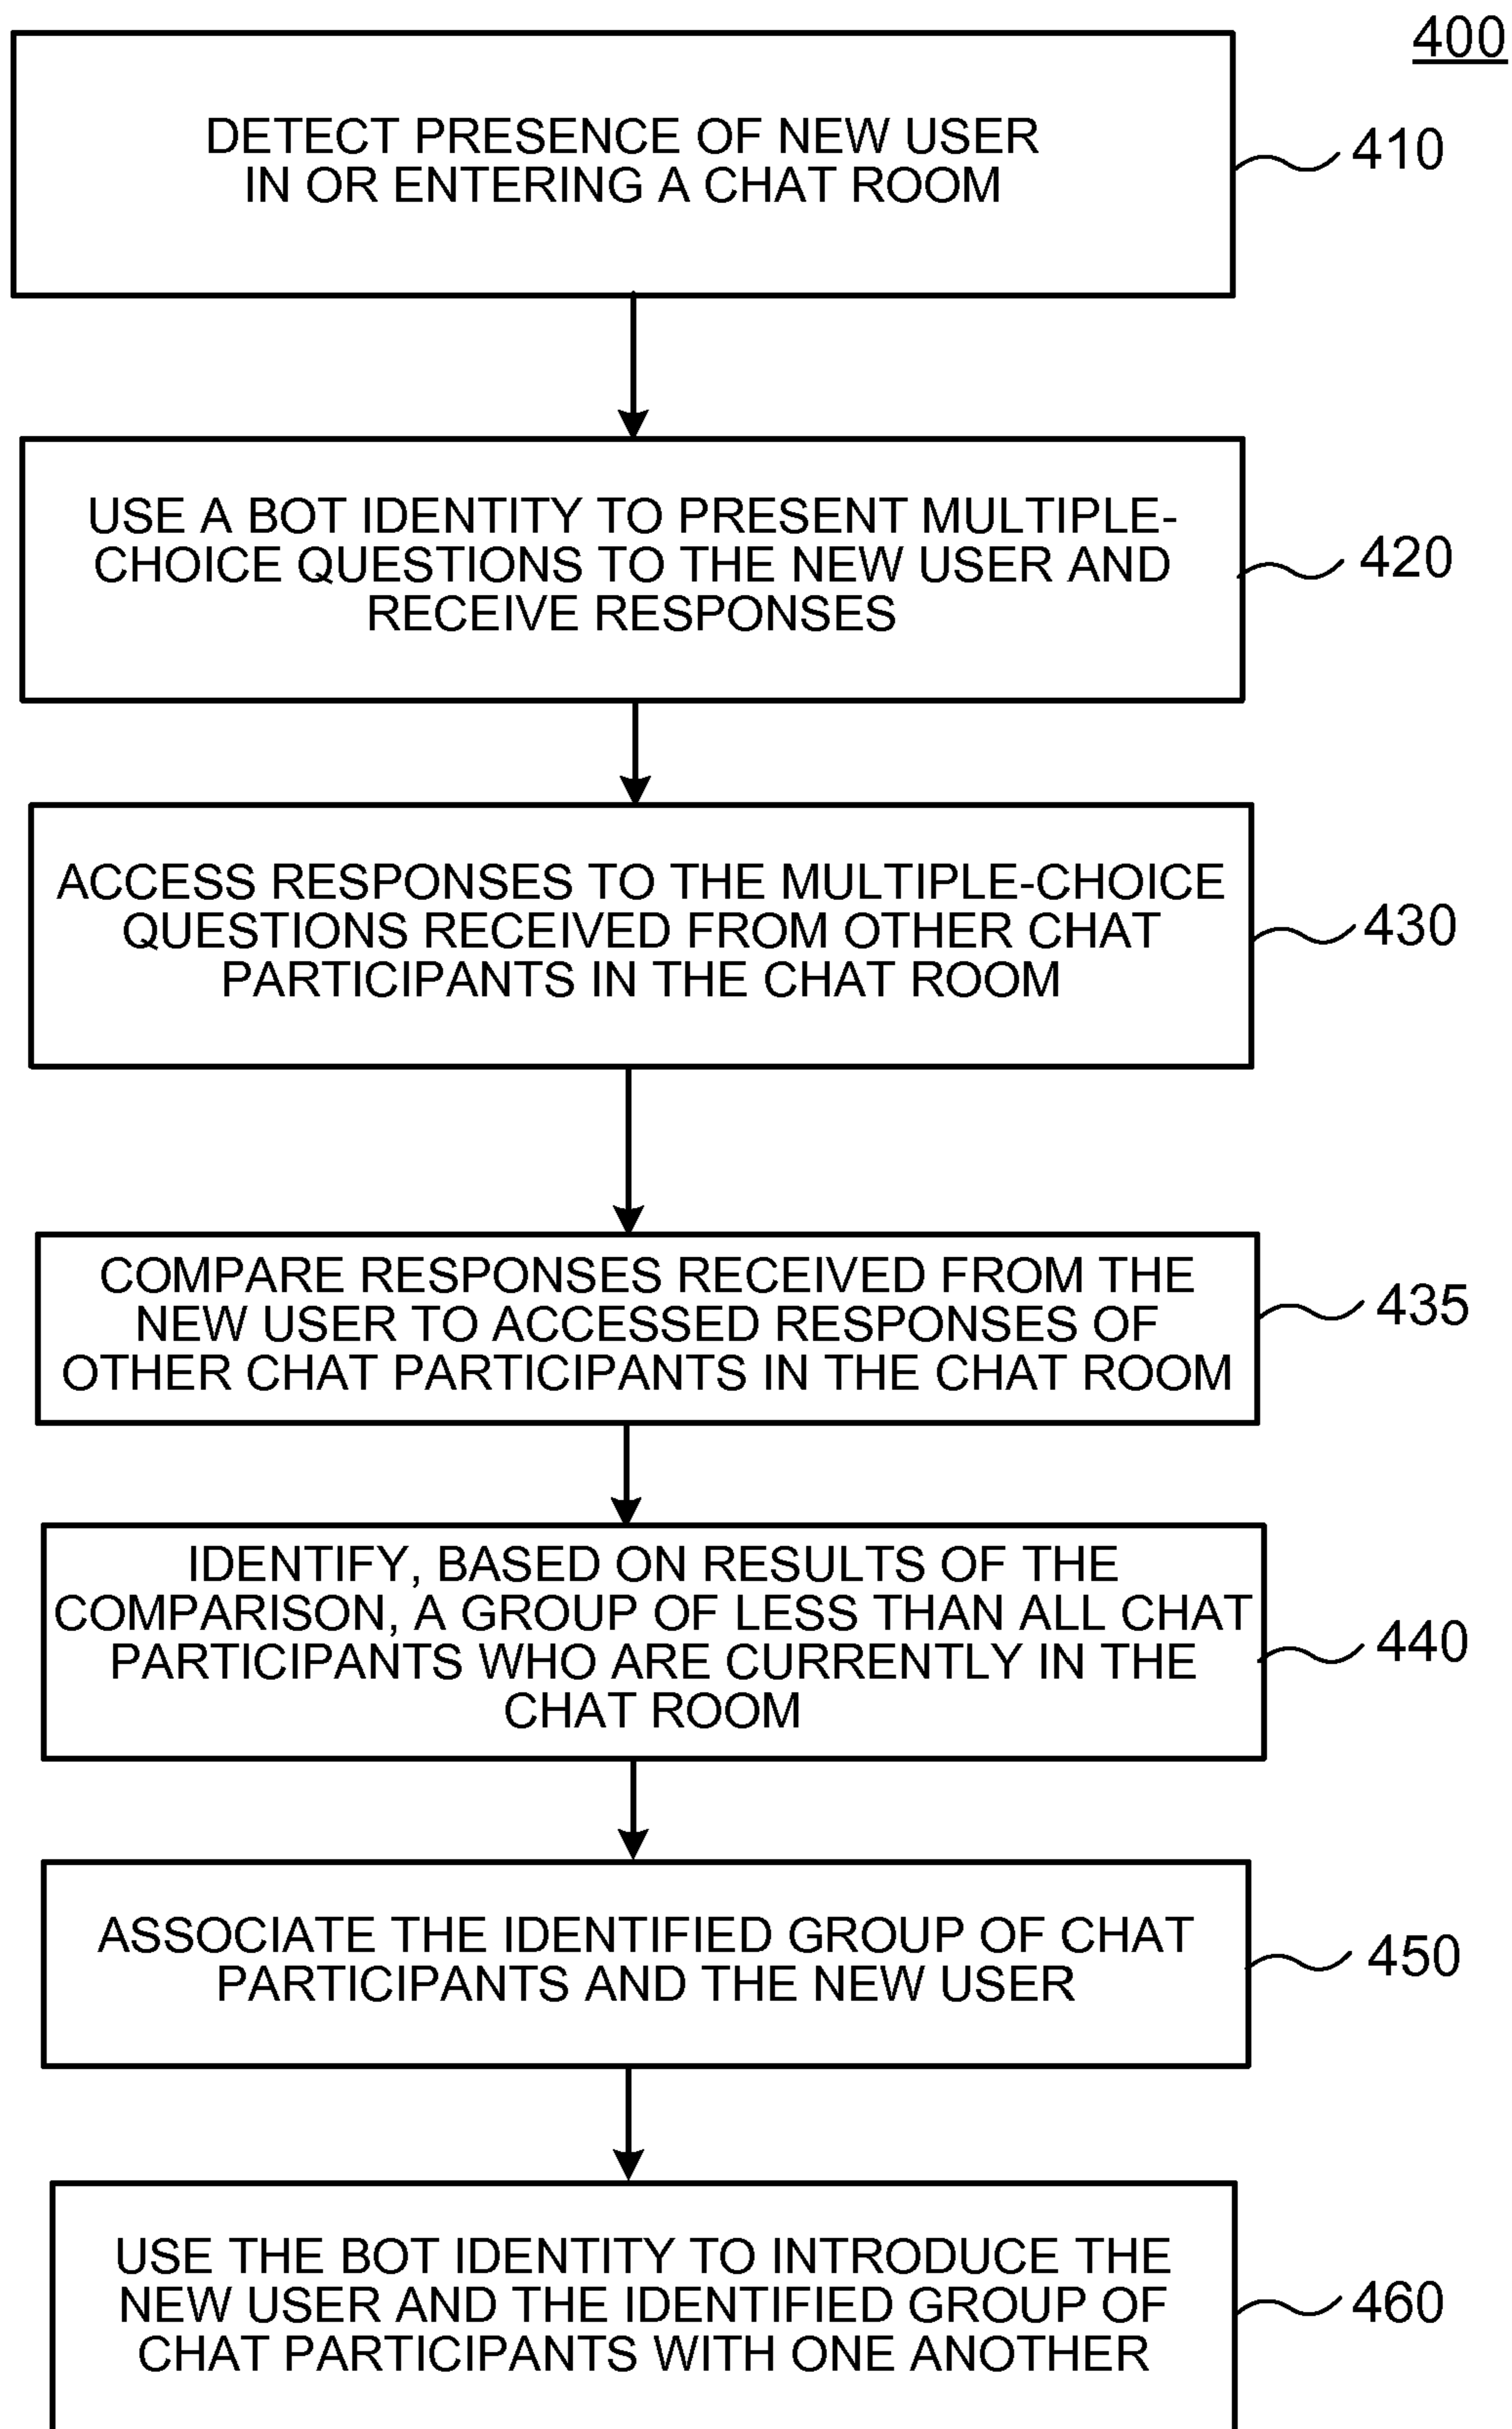 400
DETECT PRESENCE OF NEW USER
IN OR ENTERING A CHAT ROOM
410
USE A BOT IDENTITY TO PRESENT MULTIPLE-
CHOICE QUESTIONS TO THE NEW USER AND
RECEIVE RESPONSES
420
ACCESS RESPONSES TO THE MULTIPLE-CHOICE
QUESTIONS RECEIVED FROM OTHER CHAT
PARTICIPANTS IN THE CHAT ROOM
430
COMPARE RESPONSES RECEIVED FROM THE
NEW USER TO ACCESSED RESPONSES OF
OTHER CHAT PARTICIPANTS IN THE CHAT ROOM
435
IDENTIFY, BASED ON RESULTS OF THE
COMPARISON, A GROUP OF LESS THAN ALL CHAT
PARTICIPANTS WHO ARE CURRENTLY IN THE
CHAT ROOM
440
ASSOCIATE THE IDENTIFIED GROUP OF CHAT
PARTICIPANTS AND THE NEW USER
450
USE THE BOT IDENTITY TO INTRODUCE THE
NEW USER AND THE IDENTIFIED GROUP OF
CHAT PARTICIPANTS WITH ONE ANOTHER
460